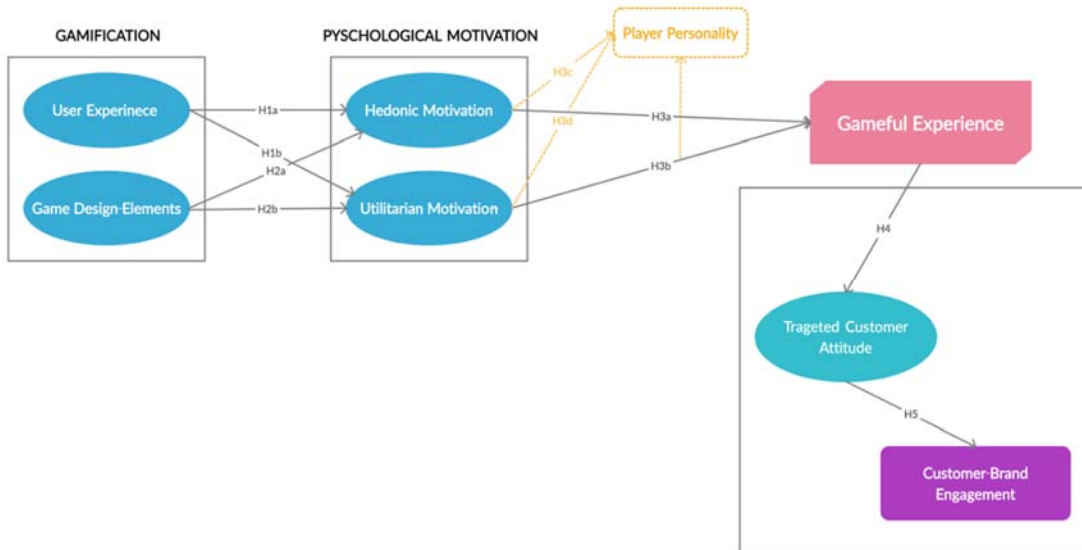 GAMIFICATION
PYSCHOLOGICAL MOTIVATION
Player Personality
User Experinece
H1a
Hedonic Motivation
H3c
H3d
H3a
Gameful Experience
H1b
H2a
H3b
Game Design-Elements
H2b
Utilitarian Motivation
H4
Trageted Customer
Attitude
H5
Customer-Brand
Engagement